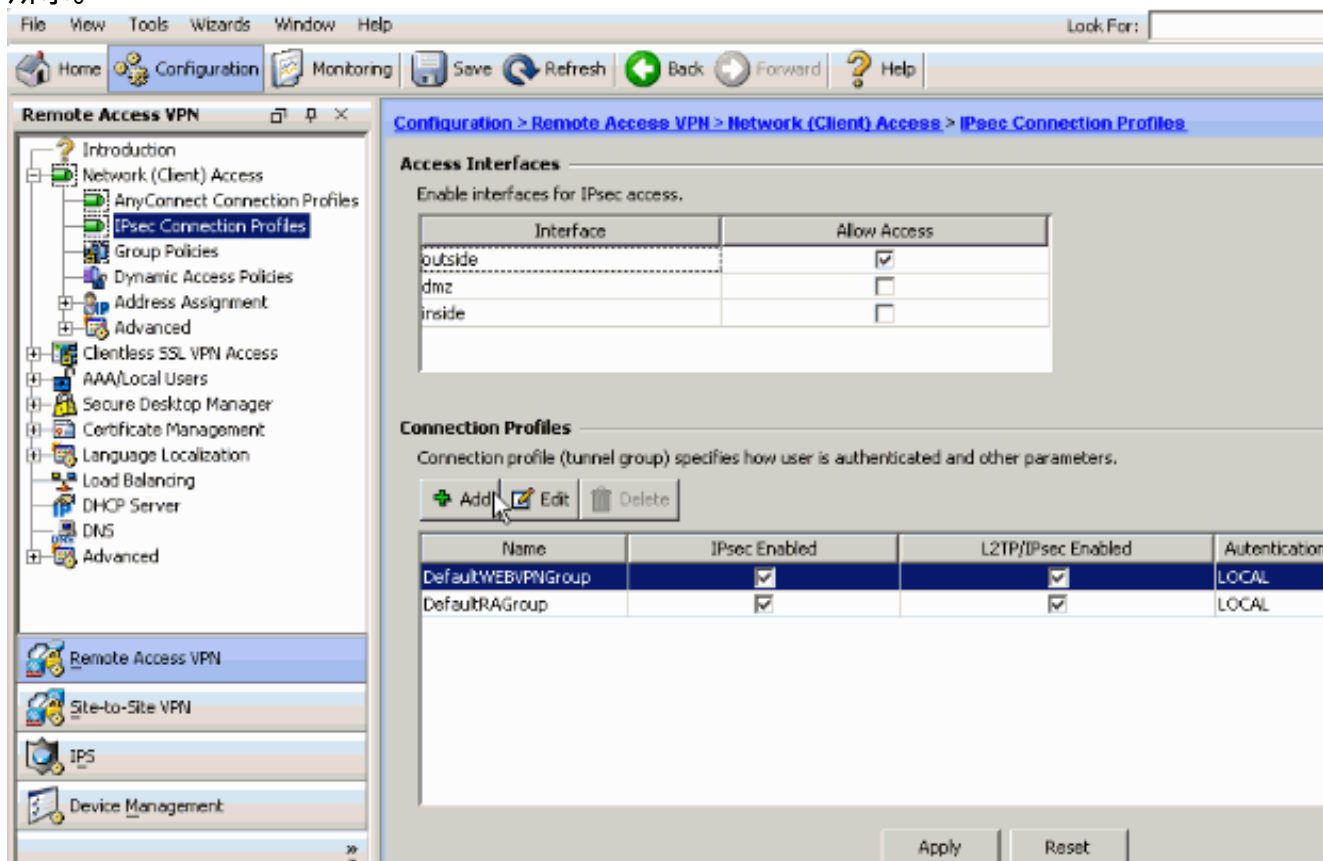 File View Tools Wizards Window Help Look For:
Home Configuration Monitoring Save Refresh Back Forward Help
Remote Access VPN
Introduction
Network (Client) Access
AnyConnect Connection Profiles
IPsec Connection Profiles
Group Policies
Dynamic Access Policies
Address Assignment
Advanced
Clientless SSL VPN Access
AAA/Local Users
Secure Desktop Manager
Certificate Management
Language Localization
Load Balancing
DHCP Server
DNS
Advanced
Remote Access VPN
Site-to-Site VPN
IPS
Device Management
Configuration > Remote Access VPN > Network (Client) Access > IPsec Connection Profiles
Access Interfaces
Enable interfaces for IPsec access.
Interface Allow Access
outside
dmz
inside
Connection Profiles
Connection profile (tunnel group) specifies how user is authenticated and other parameters.
Add Edit Delete
Name IPsec Enabled L2TP/IPsec Enabled Autentication
DefaultWEBVPNGroup LOCAL
DefaultRAGroup LOCAL
Apply Reset